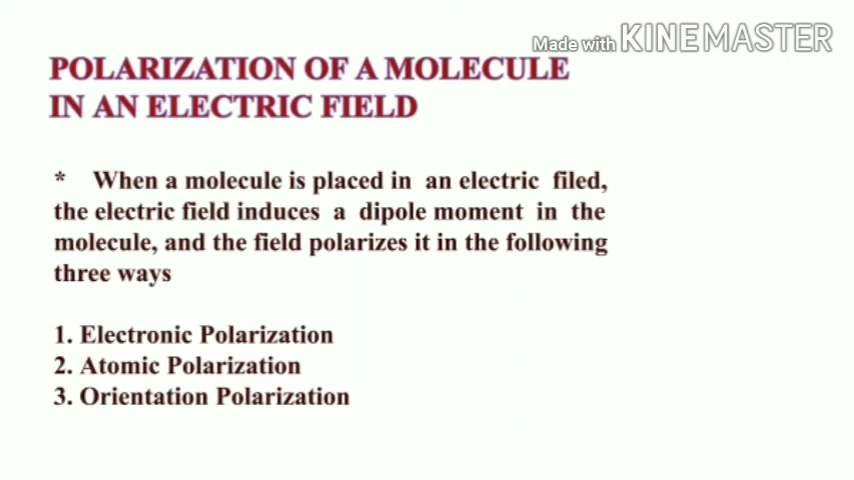 Made with KINEMASTER
POLARIZATION OF A MOLECULE
IN AN ELECTRIC FIELD
* When a molecule is placed in an electric filed,
the electric field induces a dipole moment in the
molecule, and the field polarizes it in the following
three ways
1. Electronic Polarization
2. Atomic Polarization
3. Orientation Polarization